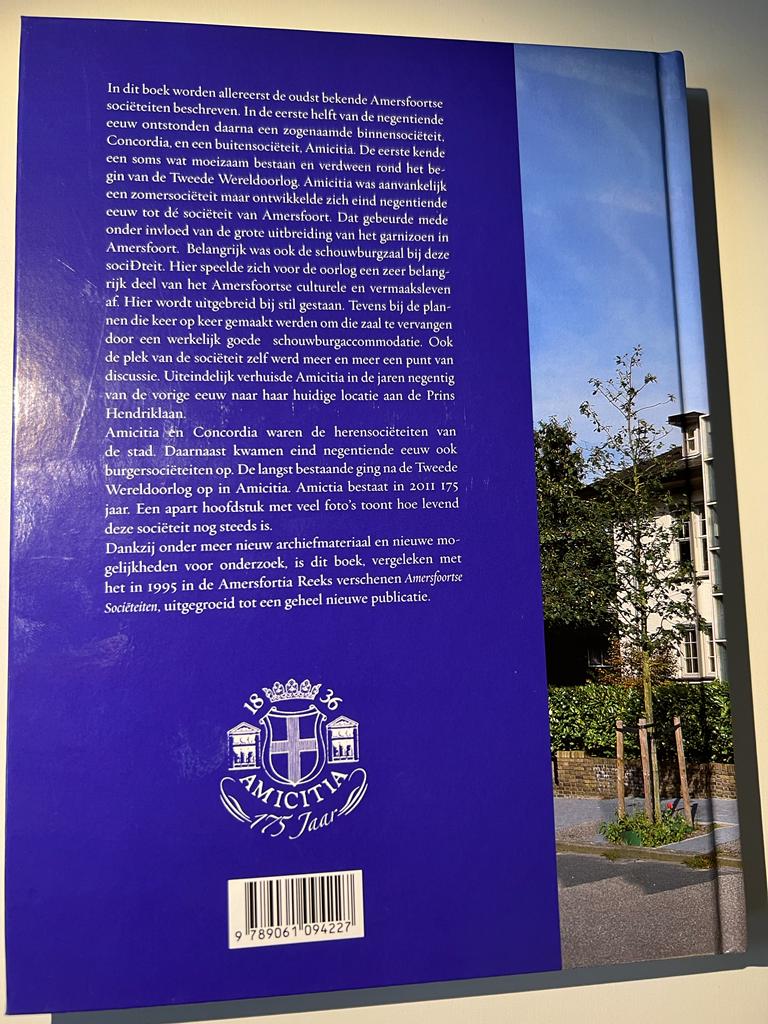 In dit boek worden allereerst de oudst bekende Amersfoortse
sociëteiten beschreven. In de eerste helft van de negentiende
eeuw ontstonden daarna een zogenaamde binnensociëteit,
Concordia, en een buitensociëteit, Amicitia. De eerste kende
een soms wat moeizaam bestaan en verdween rond het be-
gin van de Tweede Wereldoorlog. Amicitia was aanvankelijk
een zomersociëteit maar ontwikkelde zich eind negentiende
eeuw tot dé sociëteit van Amersfoort. Dat gebeurde mede
onder invloed van de grote uitbreiding van het garnizoen in
Amersfoort. Belangrijk was ook de schouwburgzaal bij deze
sociDteit. Hier speelde zich voor de oorlog een zeer belang-
rijk deel van het Amersfoortse culturele en vermaaksleven
af. Hier wordt uitgebreid bij stil gestaan. Tevens bij de plan-
nen die keer op keer gemaakt werden om die zaal te vervangen
door een werkelijk goede schouwburgaccommodatie. Ook
de plek van de sociëteit zelf werd meer en meer een punt van
discussie. Uiteindelijk verhuisde Amicitia in de jaren negentig
van de vorige eeuw naar haar huidige locatie aan de Prins
Hendriklaan.
Amicitia en Concordia waren de herensociëteiten van
de stad. Daarnaast kwamen eind negentiende eeuw ook
burgersociëteiten op. De langst bestaande ging na de Tweede
Wereldoorlog op in Amicitia. Amictia bestaat in 2011 175
jaar. Een apart hoofdstuk met veel foto's toont hoe levend
deze sociëteit nog steeds is.
Dankzij onder meer nieuw archiefmateriaal en nieuwe mo-
gelijkheden voor onderzoek, is dit boek, vergeleken met
het in 1995 in de Amersfortia Reeks verschenen Amersfoortse
Sociëteiten, uitgegroeid tot een geheel nieuwe publicatie.
1836
AMICITIA
175 Jaar
9 789061 094227